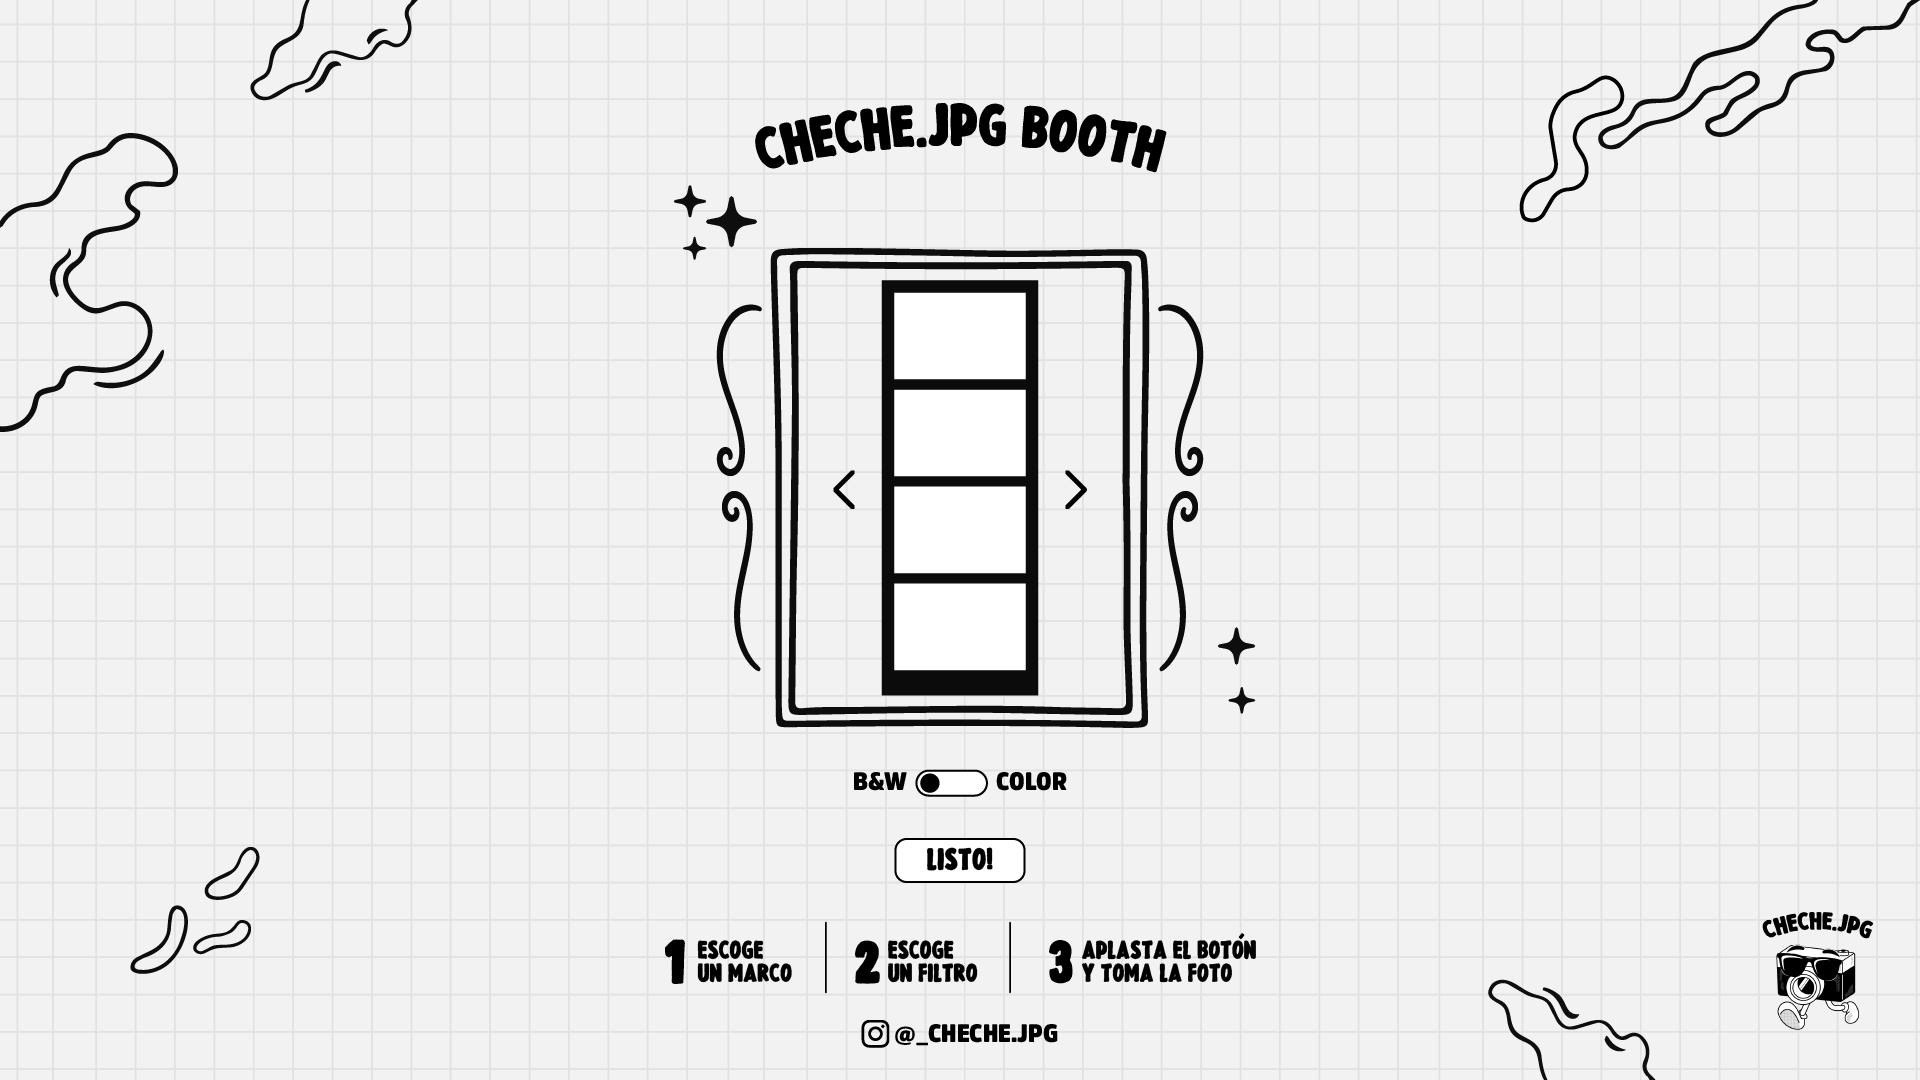 CHECHE.JPG BOOTH
B&W
COLOR
LISTO!
1 ESCOGE
UN MARCO
2 ESCOGE
UN FILTRO
3 APLASTA EL BOTÓN
Y TOMA LA FOTO
@_CHECHE.JPG
CHECHE.JPG